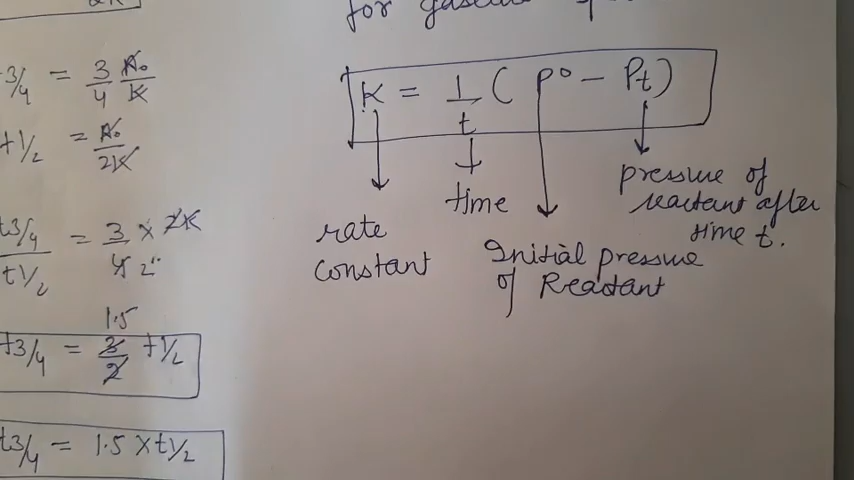 2K
t3/4 = 3/4 A₀/K
t1/2 = A₀/2K
t3/4 / t1/2 = 3/4 × 2K
2
1.5
t3/4 = 3/2 t1/2
t3/4 = 1.5 × t1/2
for gaseous
K = 1/t ( P° − Pt)
rate
constant
time
Initial pressure
of Reactant
pressure of
reactant after
time t.